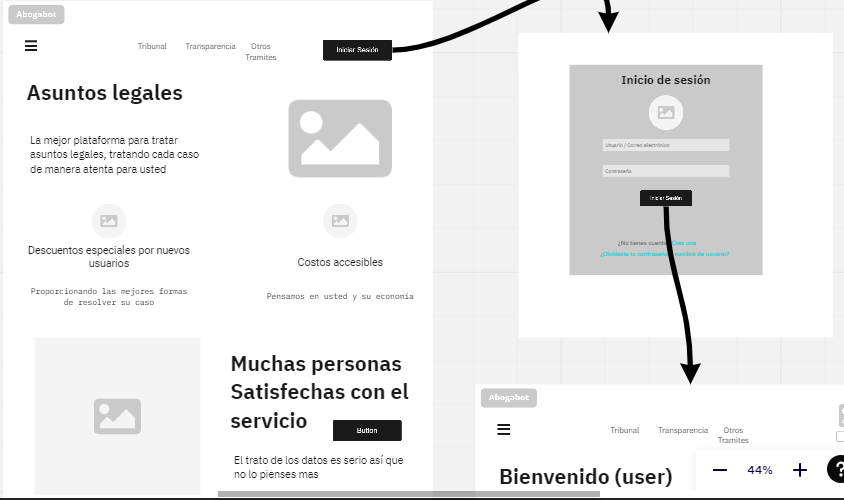 Abogabot
Tribunal
Transparencia
Otros
Tramites
Iniciar Sesión
Asuntos legales
La mejor plataforma para tratar
asuntos legales, tratando cada caso
de manera atenta para usted
Descuentos especiales por nuevos
usuarios
Costos accesibles
Proporcionando las mejores formas
de resolver su caso
Pensamos en usted y su economía
Muchas personas
Satisfechas con el
servicio
Button
El trato de los datos es serio así que
no lo pienses mas
Inicio de sesión
Usuario / Correo electrónico
Contraseña
Iniciar Sesión
¿No tienes cuenta? Crea una
¿Olvidaste tu contraseña nombre de usuario?
Abogabot
Tribunal
Transparencia
Otros
Tramites
Bienvenido (user)
44%
?